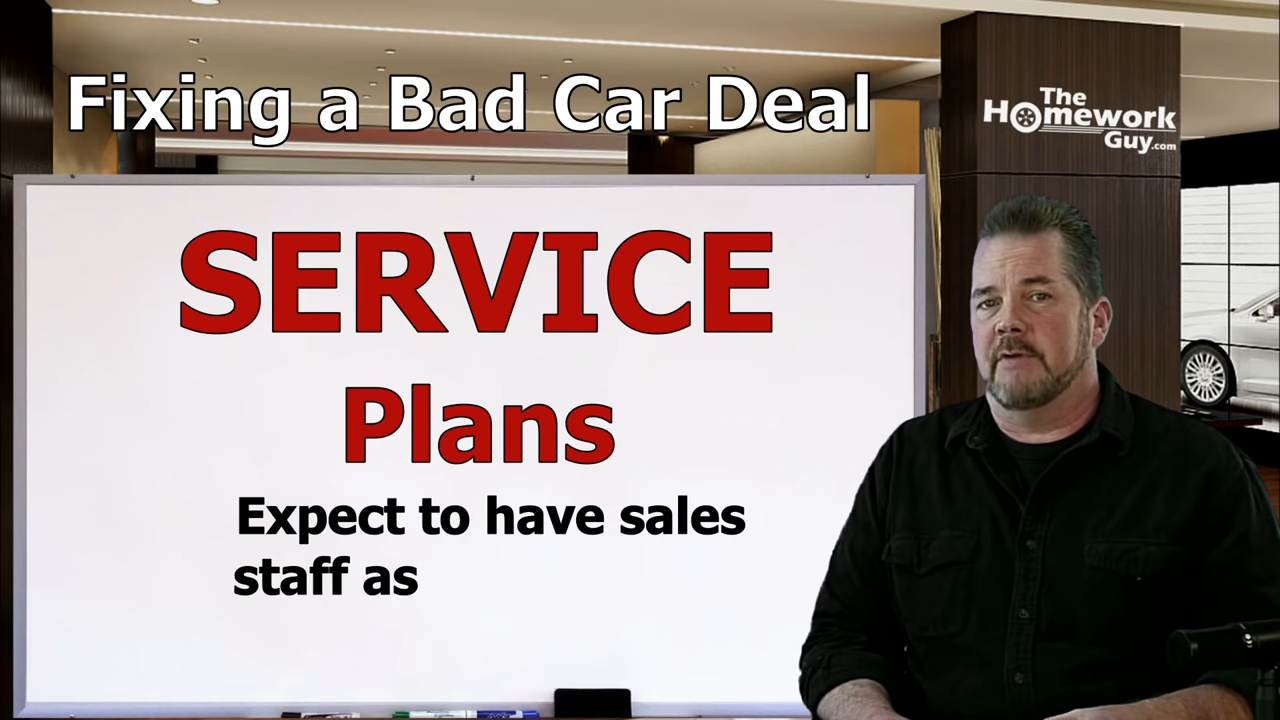 Fixing a Bad Car Deal
The
Homework
Guy.com
SERVICE
Plans
Expect to have sales
staff as